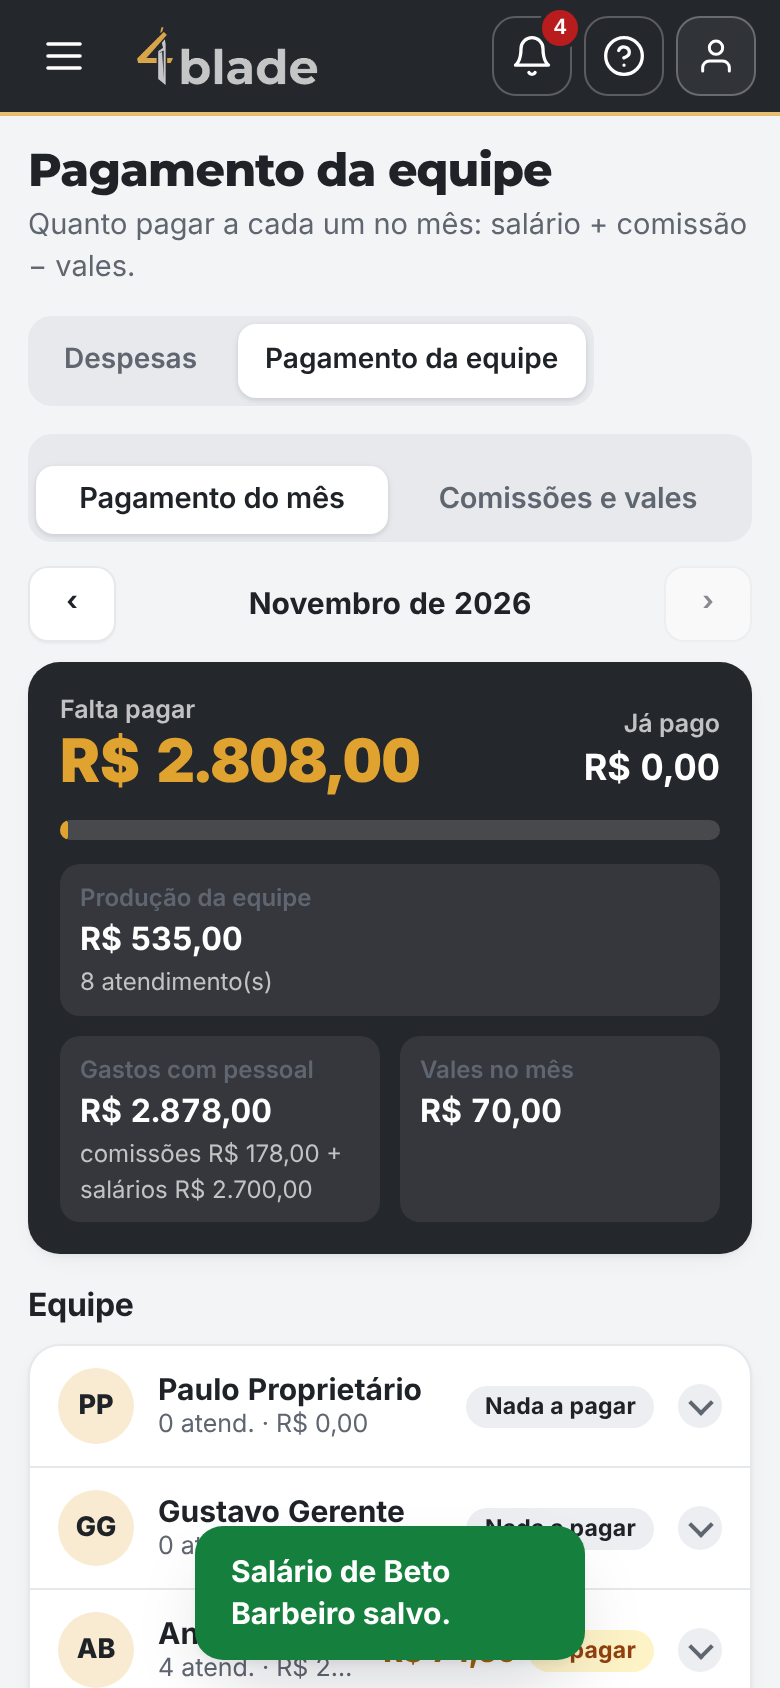 4blade
4
Pagamento da equipe
Quanto pagar a cada um no mês: salário + comissão
– vales.
Despesas
Pagamento da equipe
Pagamento do mês
Comissões e vales
‹
Novembro de 2026
›
Falta pagar
R$ 2.808,00
Já pago
R$ 0,00
Produção da equipe
R$ 535,00
8 atendimento(s)
Gastos com pessoal
R$ 2.878,00
comissões R$ 178,00 +
salários R$ 2.700,00
Vales no mês
R$ 70,00
Equipe
PP
Paulo Proprietário
0 atend. · R$ 0,00
Nada a pagar
GG
Gustavo Gerente
0 at
Nada a pagar
Salário de Beto
Barbeiro salvo.
AB
An
4 atend. · R$ 2...
pagar